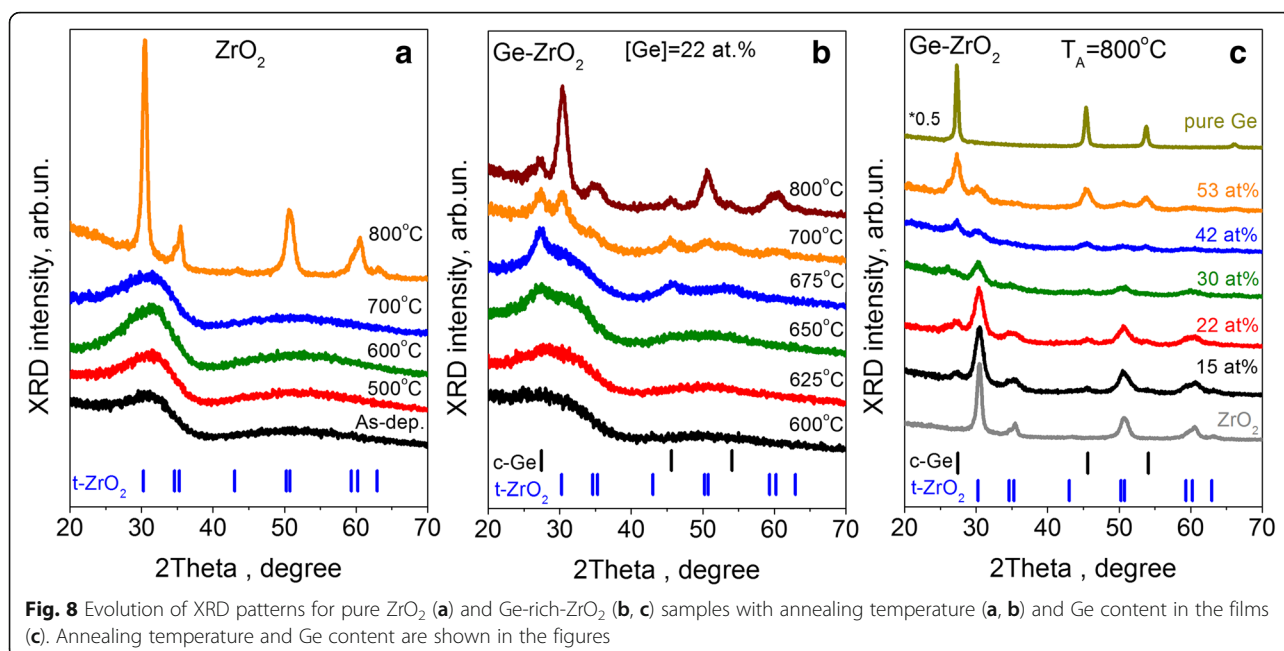 ZrO2
a
800°C
700°C
600°C
500°C
As-dep.
t-ZrO2
20 30 40 50 60 70
2Theta , degree
XRD intensity, arb.un.
Ge-ZrO2
[Ge]=22 at.%
b
800°C
700°C
675°C
650°C
625°C
600°C
c-Ge
t-ZrO2
20 30 40 50 60 70
2Theta , degree
XRD intensity, arb.un.
Ge-ZrO2
TA=800°C
c
*0.5
pure Ge
53 at%
42 at%
30 at%
22 at%
15 at%
ZrO2
c-Ge
t-ZrO2
20 30 40 50 60 70
2Theta , degree
XRD intensity, arb.un.
Fig. 8 Evolution of XRD patterns for pure ZrO2 (a) and Ge-rich-ZrO2 (b, c) samples with annealing temperature (a, b) and Ge content in the films
(c). Annealing temperature and Ge content are shown in the figures